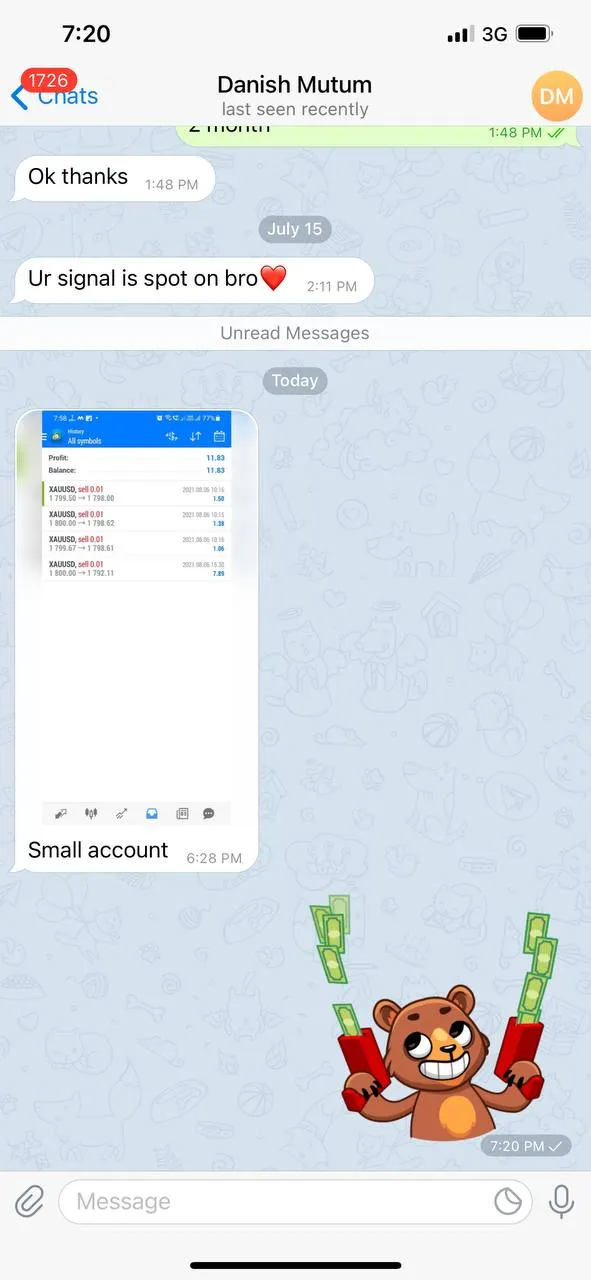 7:20
3G
1726
Chats
Danish Mutum
last seen recently
DM
2 month
1:48 PM
Ok thanks 1:48 PM
July 15
Ur signal is spot on bro❤️ 2:11 PM
Unread Messages
Today
7:58 77%
History
All symbols
Profit: 11.83
Balance: 11.83
XAUUSD, sell 0.01 2021.08.06 10:16
1 799.50 → 1 798.00 1.50
XAUUSD, sell 0.01 2021.08.06 10:15
1 800.00 → 1 798.62 1.38
XAUUSD, sell 0.01 2021.08.06 10:16
1 799.67 → 1 798.61 1.06
XAUUSD, sell 0.01 2021.08.06 15:30
1 800.00 → 1 792.11 7.89
Small account 6:28 PM
7:20 PM
Message